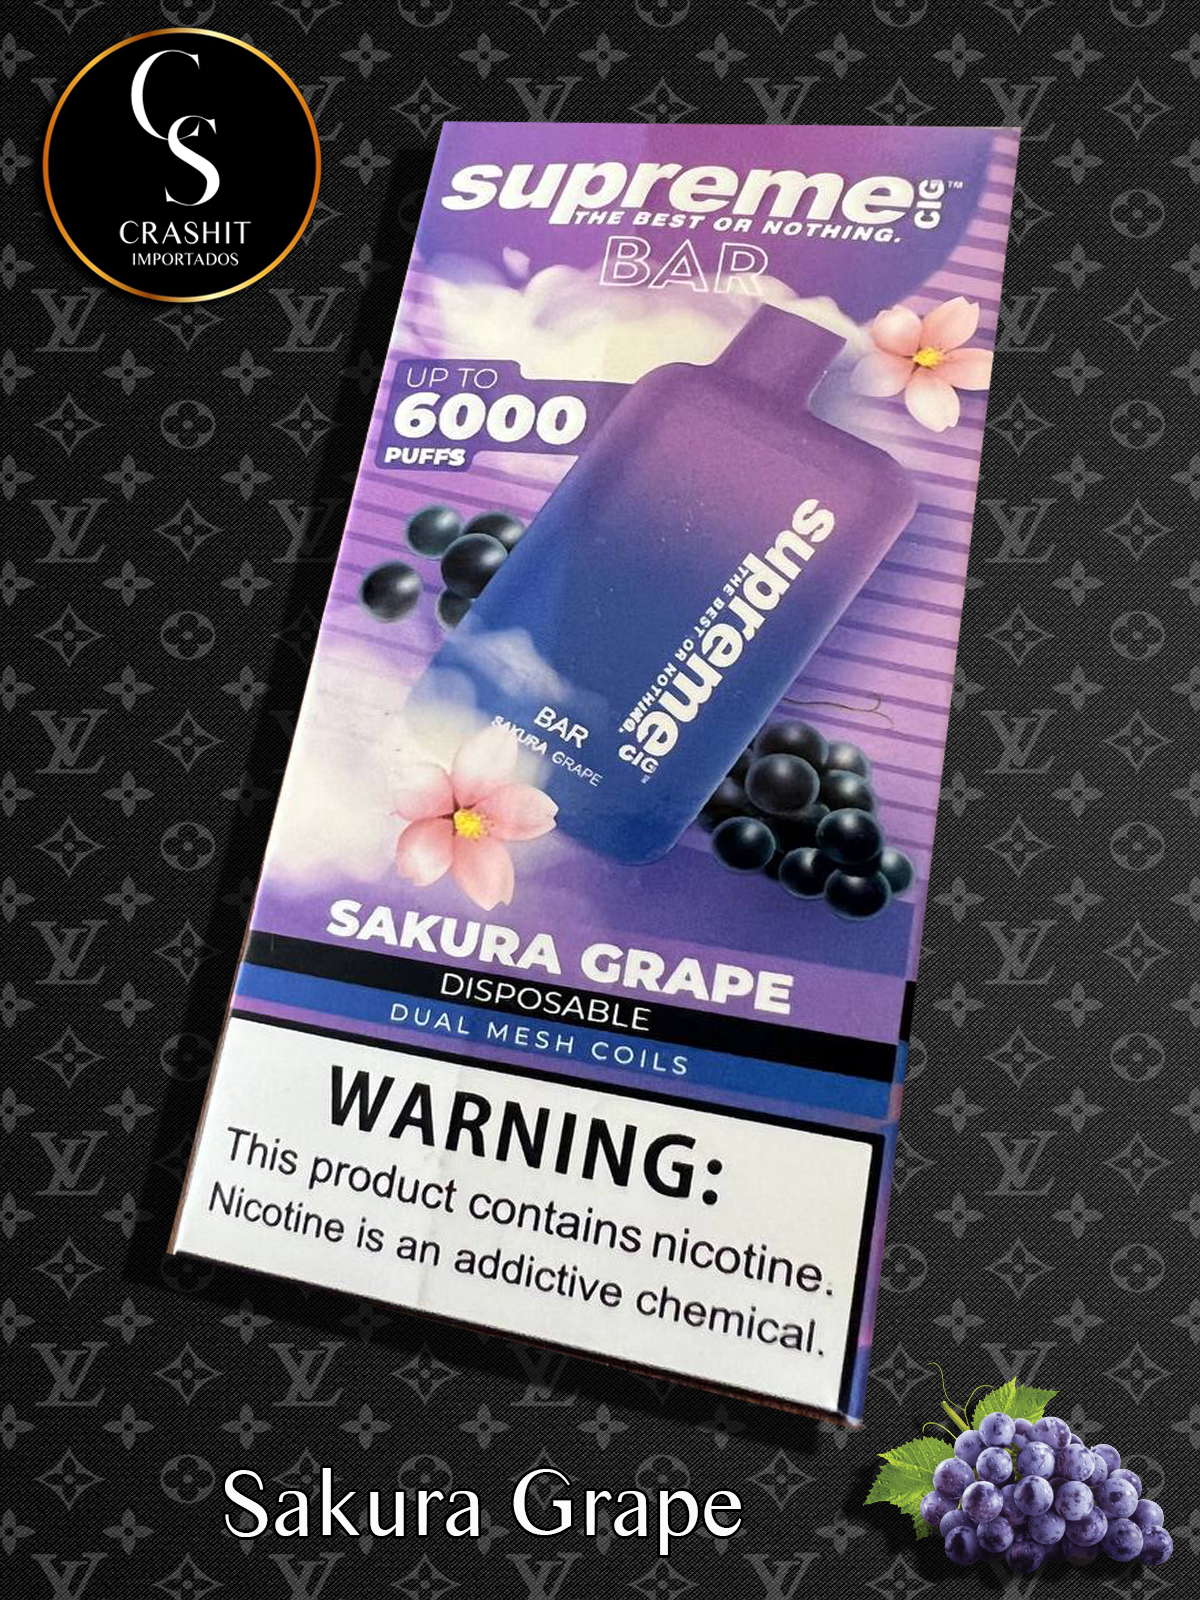 CS
CRASHIT
IMPORTADOS
supreme CIG™
THE BEST OR NOTHING.
BAR
UP TO
6000
PUFFS
supreme CIG™
THE BEST OR NOTHING.
BAR
SAKURA GRAPE
SAKURA GRAPE
DISPOSABLE
DUAL MESH COILS
WARNING:
This product contains nicotine.
Nicotine is an addictive chemical.
Sakura Grape